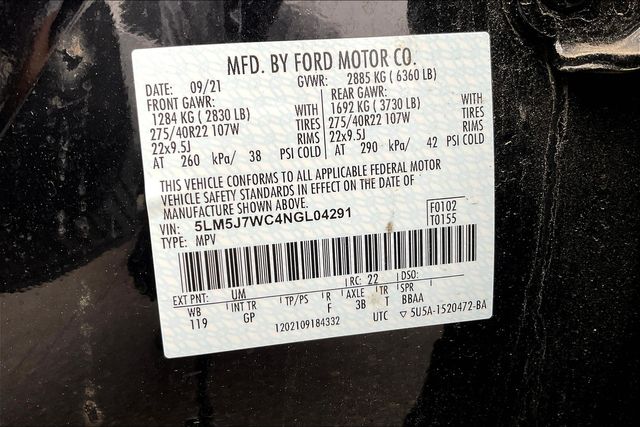 MFD. BY FORD MOTOR CO.
DATE: 09/21 GVWR: 2885 KG (6360 LB)
FRONT GAWR: REAR GAWR:
1284 KG (2830 LB) WITH 1692 KG (3730 LB) WITH
275/40R22 107W TIRES 275/40R22 107W TIRES
22x9.5J RIMS 22x9.5J RIMS
AT 260 kPa/ 38 PSI COLD AT 290 kPa/ 42 PSI COLD
THIS VEHICLE CONFORMS TO ALL APPLICABLE FEDERAL MOTOR
VEHICLE SAFETY STANDARDS IN EFFECT ON THE DATE OF
MANUFACTURE SHOWN ABOVE.
VIN: 5LM5J7WC4NGL04291 F0102
TYPE: MPV T0155
EXT PNT: UM RC: 22 DSO:
WB INT TR TP/PS R AXLE TR SPR
119 GP F 3B T BBAA
1202109184332 UTC ▽ 5U5A-1520472-BA